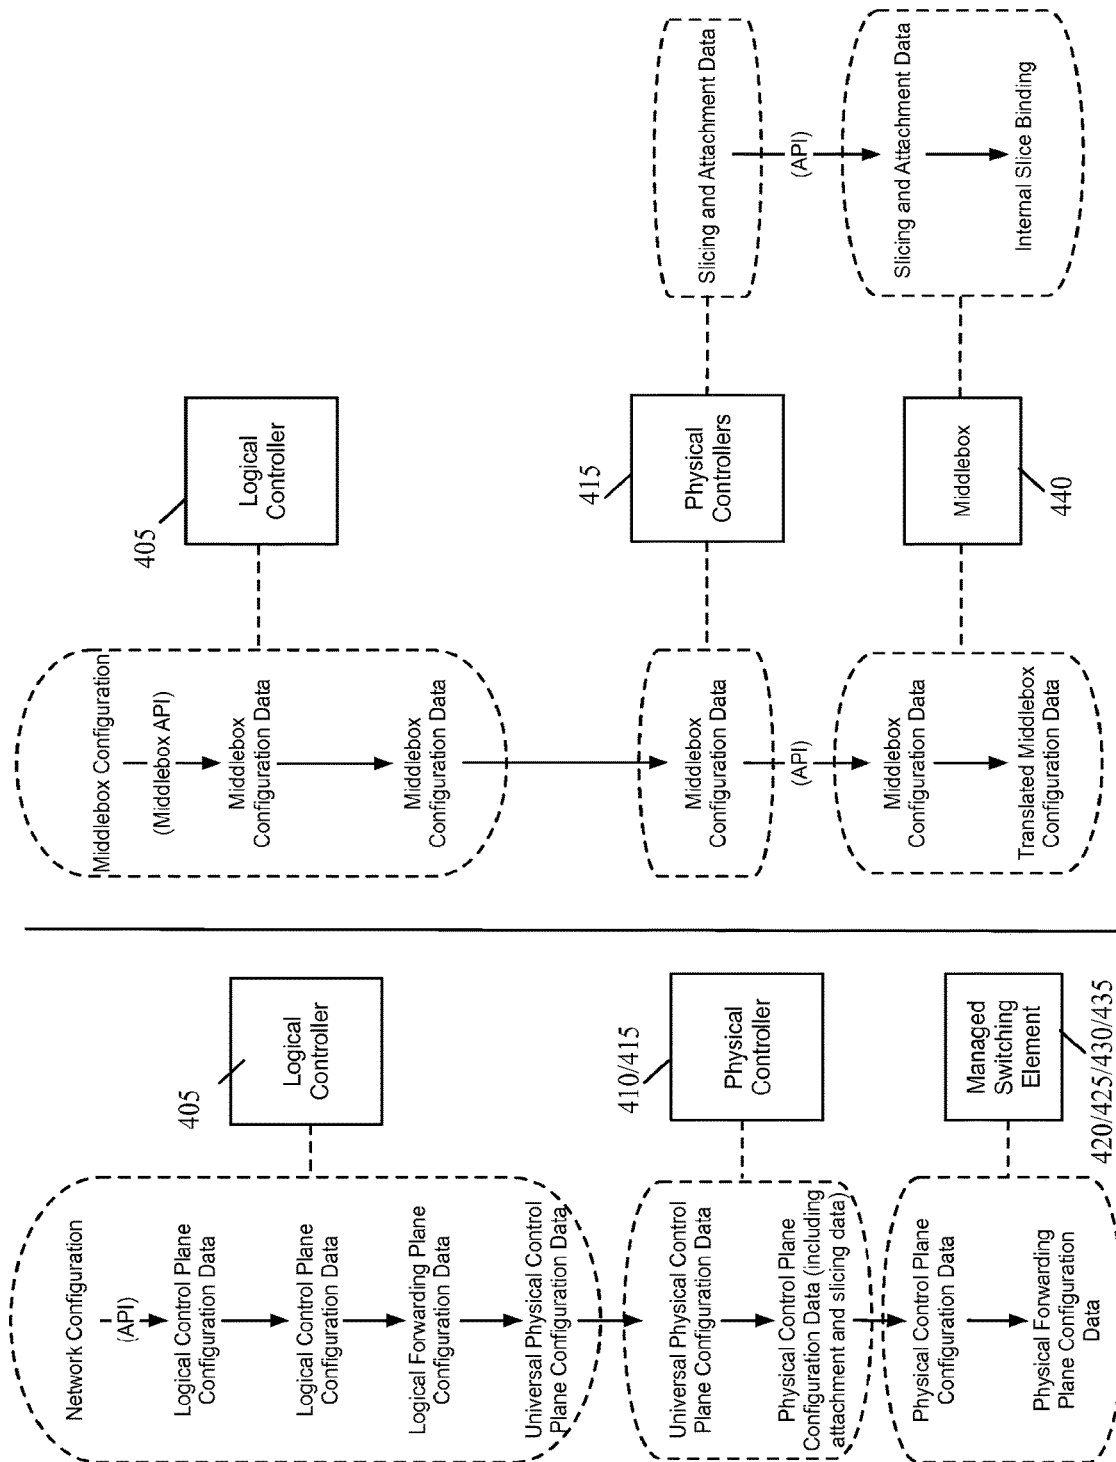 Network Configuration
(API)
Logical Control Plane
Configuration Data
Logical Control Plane
Configuration Data
Logical Forwarding Plane
Configuration Data
Universal Physical Control
Plane Configuration Data
405
Logical
Controller
Universal Physical Control
Plane Configuration Data
Physical Control Plane
Configuration Data (including
attachment and slicing data)
410/415
Physical
Controller
Physical Control Plane
Configuration Data
Physical Forwarding
Plane Configuration
Data
Managed
Switching
Element
420/425/430/435
Middlebox Configuration
(Middlebox API)
Middlebox
Configuration Data
Middlebox
Configuration Data
405
Logical
Controller
Middlebox
Configuration Data
(API)
415
Physical
Controllers
Slicing and Attachment Data
(API)
Middlebox
Configuration Data
Translated Middlebox
Configuration Data
Middlebox
440
Slicing and Attachment Data
Internal Slice Binding